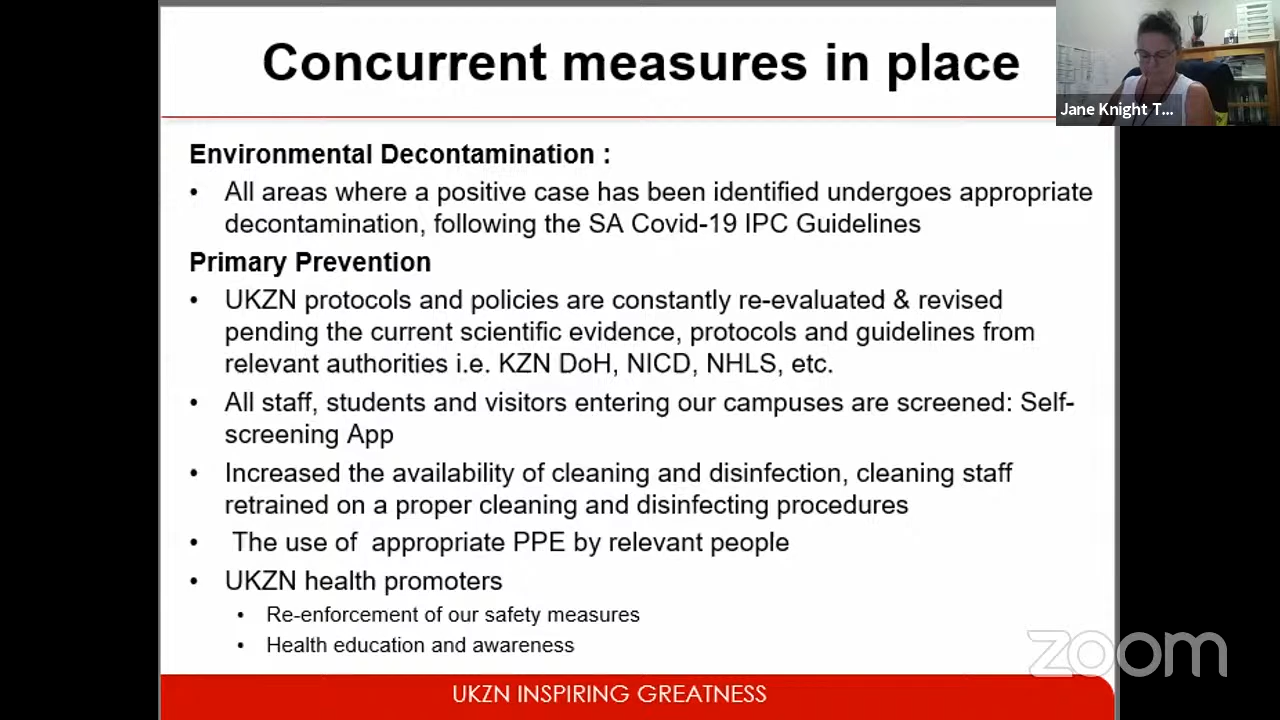 Concurrent measures in place
Jane Knight T...
Environmental Decontamination :
• All areas where a positive case has been identified undergoes appropriate
decontamination, following the SA Covid-19 IPC Guidelines
Primary Prevention
• UKZN protocols and policies are constantly re-evaluated & revised
pending the current scientific evidence, protocols and guidelines from
relevant authorities i.e. KZN DoH, NICD, NHLS, etc.
• All staff, students and visitors entering our campuses are screened: Self-
screening App
• Increased the availability of cleaning and disinfection, cleaning staff
retrained on a proper cleaning and disinfecting procedures
• The use of appropriate PPE by relevant people
• UKZN health promoters
• Re-enforcement of our safety measures
• Health education and awareness
zoom
UKZN INSPIRING GREATNESS